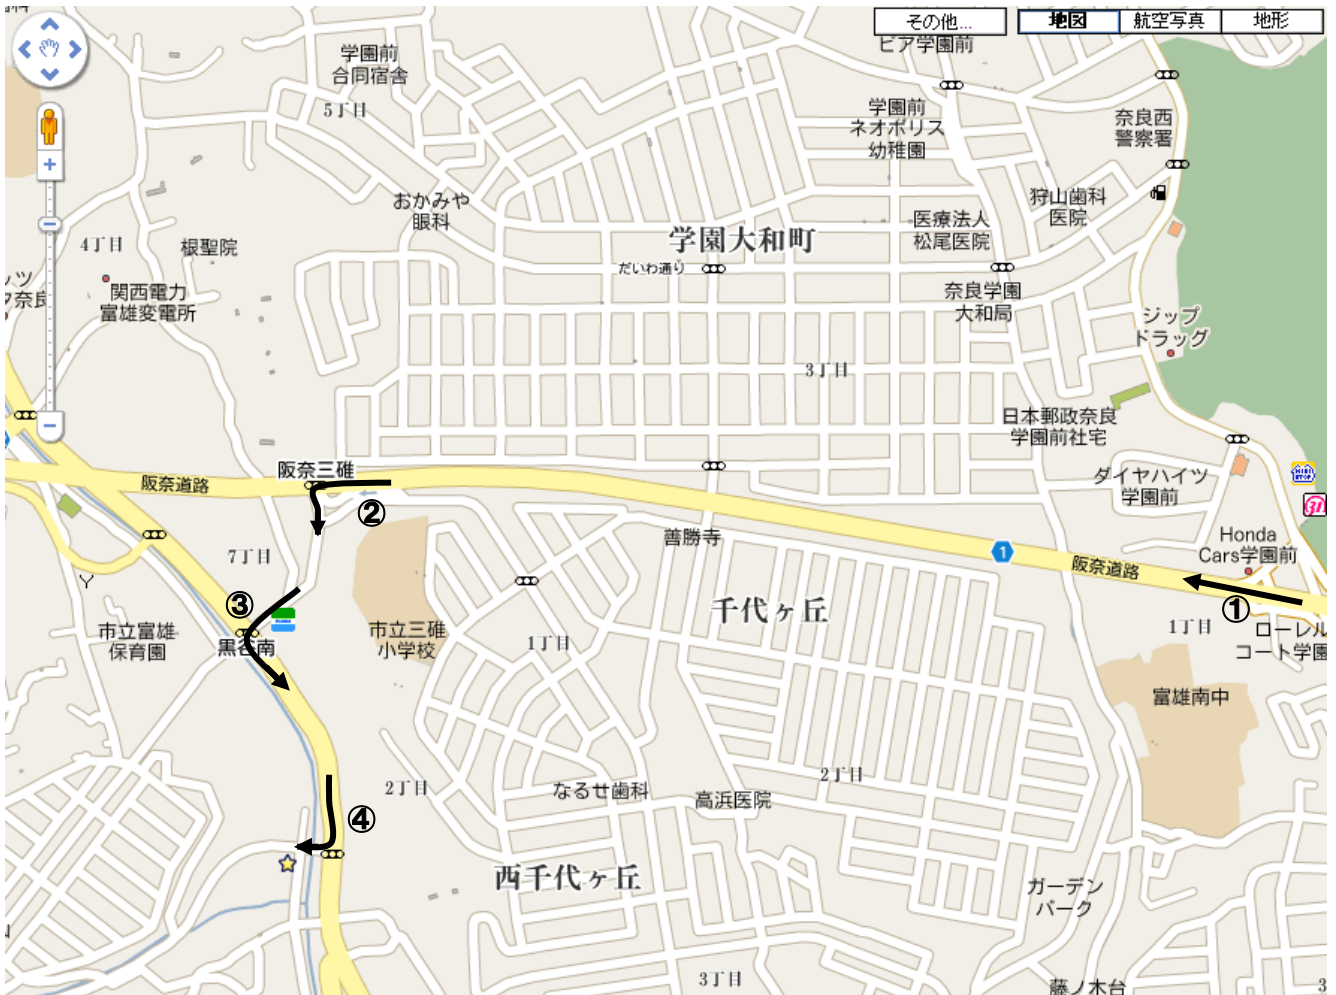 その他...
地図
航空写真
地形
ピア学園前
学園前
合同宿舎
5丁目
学園前
ネオポリス
幼稚園
奈良西
警察署
おかみや
眼科
狩山歯科
医院
医療法人
松尾医院
学園大和町
4丁目
根聖院
だいわ通り
関西電力
富雄変電所
奈良学園
大和局
ジップ
ドラッグ
3丁目
日本郵政奈良
学園前社宅
阪奈三碓
阪奈道路
②
ダイヤハイツ
学園前
善勝寺
Honda
Cars学園前
1
阪奈道路
①
7丁目
③
千代ヶ丘
市立富雄
保育園
黒谷南
市立三碓
小学校
1丁目
1丁目
ローレル
コート学園
富雄南中
2丁目
なるせ歯科
高浜医院
2丁目
④
西千代ヶ丘
ガーデン
パーク
3丁目
藤ノ木台